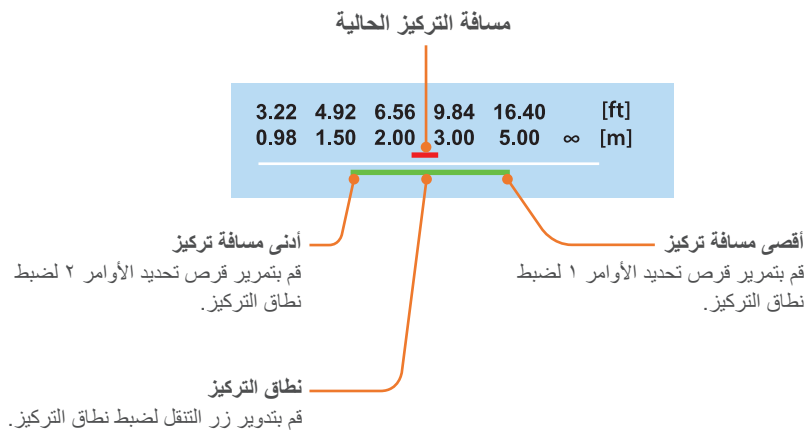 مسافة التركيز الحالية
3.22 4.92 6.56 9.84 16.40 [ft]
0.98 1.50 2.00 3.00 5.00 ∞ [m]
أقصى مسافة تركيز
قم بتمرير قرص تحديد الأوامر ١ لضبط
نطاق التركيز.
أدنى مسافة تركيز
قم بتمرير قرص تحديد الأوامر ٢ لضبط
نطاق التركيز.
نطاق التركيز
قم بتدوير زر التنقل لضبط نطاق التركيز.